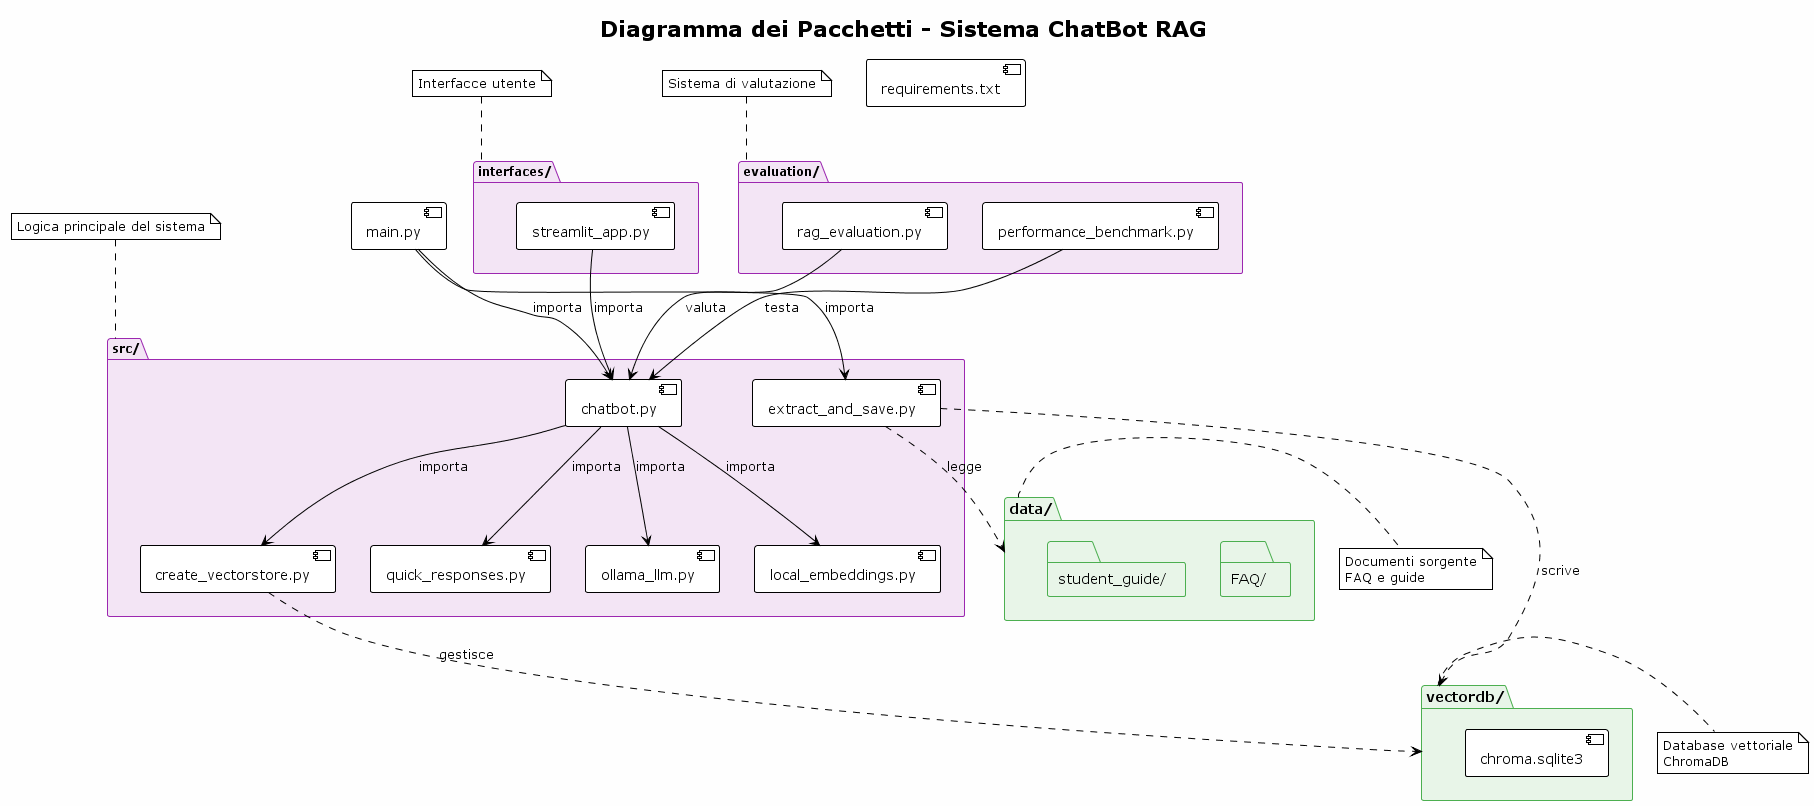 Diagramma dei Pacchetti - Sistema ChatBot RAG
Interfacce utente
Sistema di valutazione
requirements.txt
interfaces/
evaluation/
Logica principale del sistema
main.py
streamlit_app.py
rag_evaluation.py
performance_benchmark.py
importa
importa
valuta
testa
importa
src/
chatbot.py
extract_and_save.py
importa
importa
importa
importa
legge
data/
student_guide/
FAQ/
Documenti sorgente
FAQ e guide
scrive
create_vectorstore.py
quick_responses.py
ollama_llm.py
local_embeddings.py
gestisce
vectordb/
chroma.sqlite3
Database vettoriale
ChromaDB